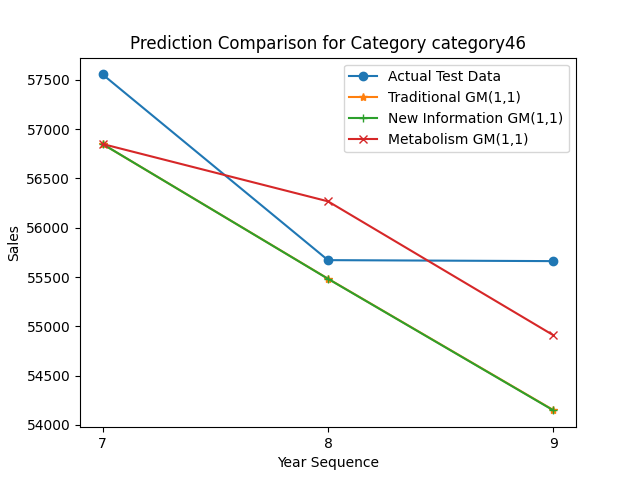 Prediction Comparison for Category category46
Actual Test Data
Traditional GM(1,1)
New Information GM(1,1)
Metabolism GM(1,1)
57500
57000
56500
56000
55500
55000
54500
54000
Sales
7
8
9
Year Sequence